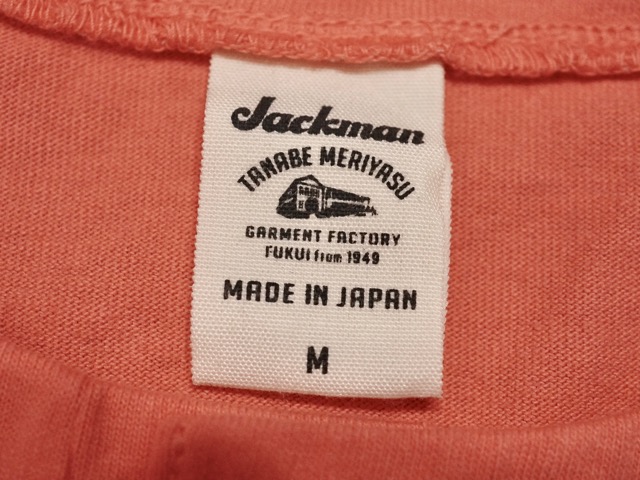 Jackman
TANABE MERIYASU
GARMENT FACTORY
FUKUI from 1949
MADE IN JAPAN
M